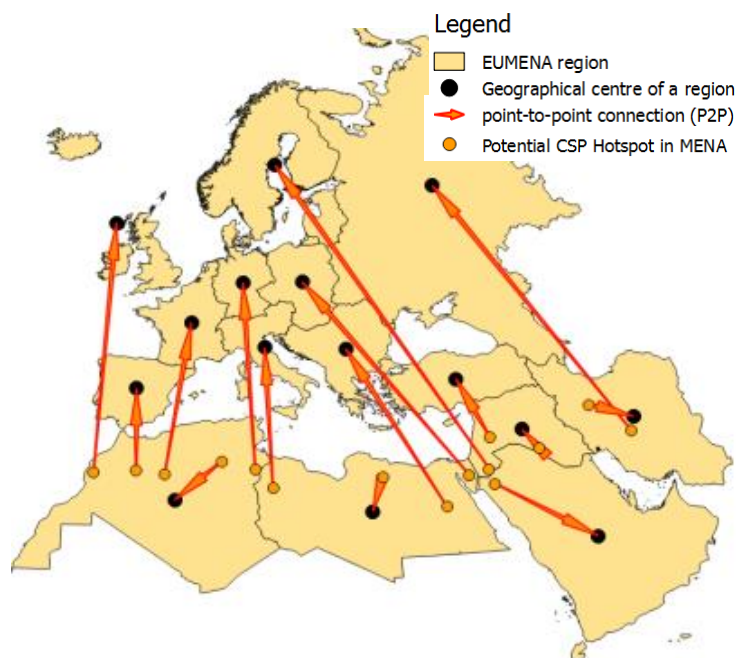 Legend
EUMENA region
Geographical centre of a region
point-to-point connection (P2P)
Potential CSP Hotspot in MENA